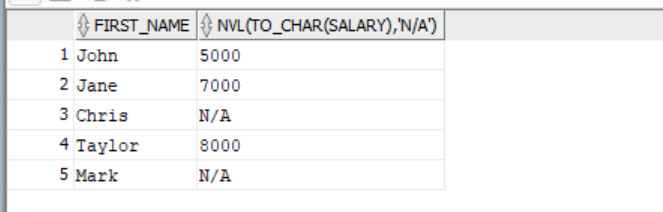 FIRST_NAME NVL(TO_CHAR(SALARY),'N/A')
1 John 5000
2 Jane 7000
3 Chris N/A
4 Taylor 8000
5 Mark N/A